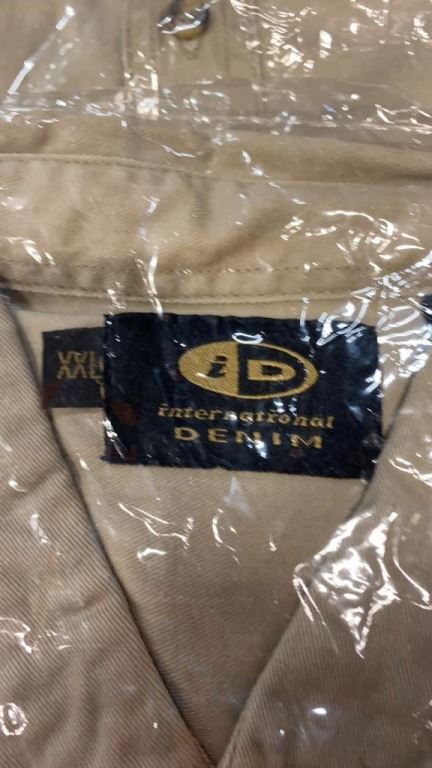 XXL
iD
international
DENIM